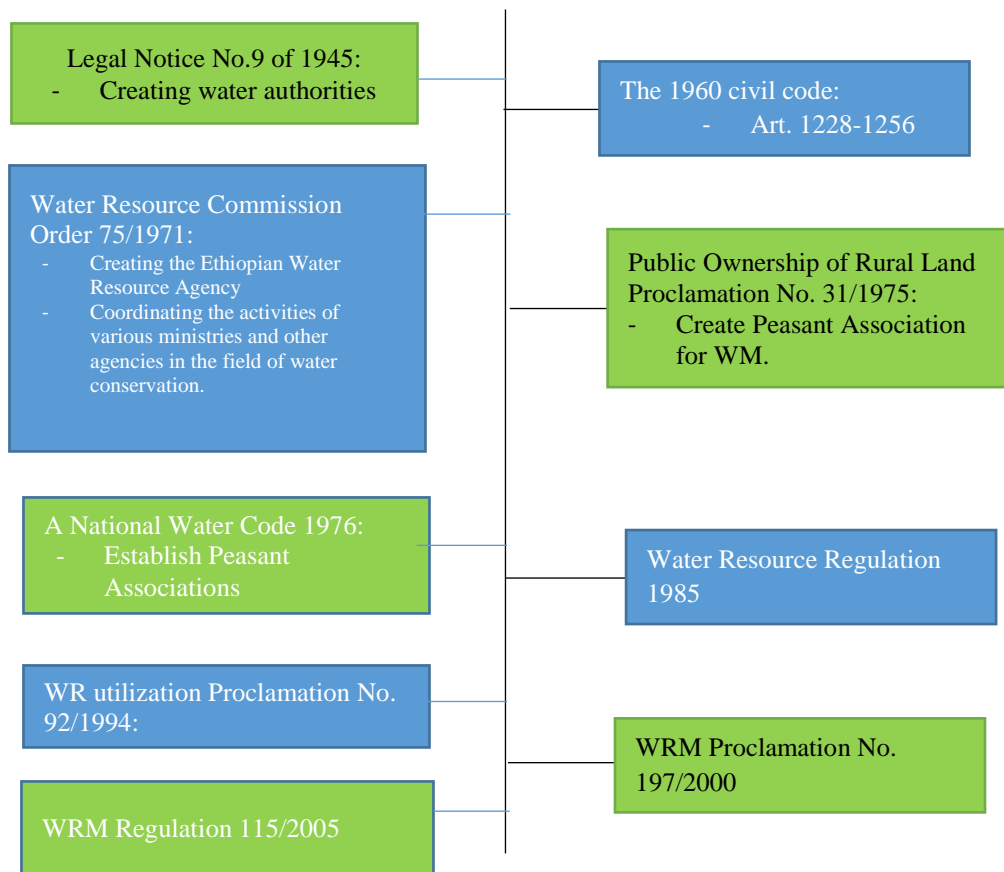 Legal Notice No.9 of 1945:
- Creating water authorities
The 1960 civil code:
- Art. 1228-1256
Water Resource Commission
Order 75/1971:
- Creating the Ethiopian Water
Resource Agency
- Coordinating the activities of
various ministries and other
agencies in the field of water
conservation.
Public Ownership of Rural Land
Proclamation No. 31/1975:
- Create Peasant Association
for WM.
A National Water Code 1976:
- Establish Peasant
Associations
Water Resource Regulation
1985
WR utilization Proclamation No.
92/1994:
WRM Proclamation No.
197/2000
WRM Regulation 115/2005